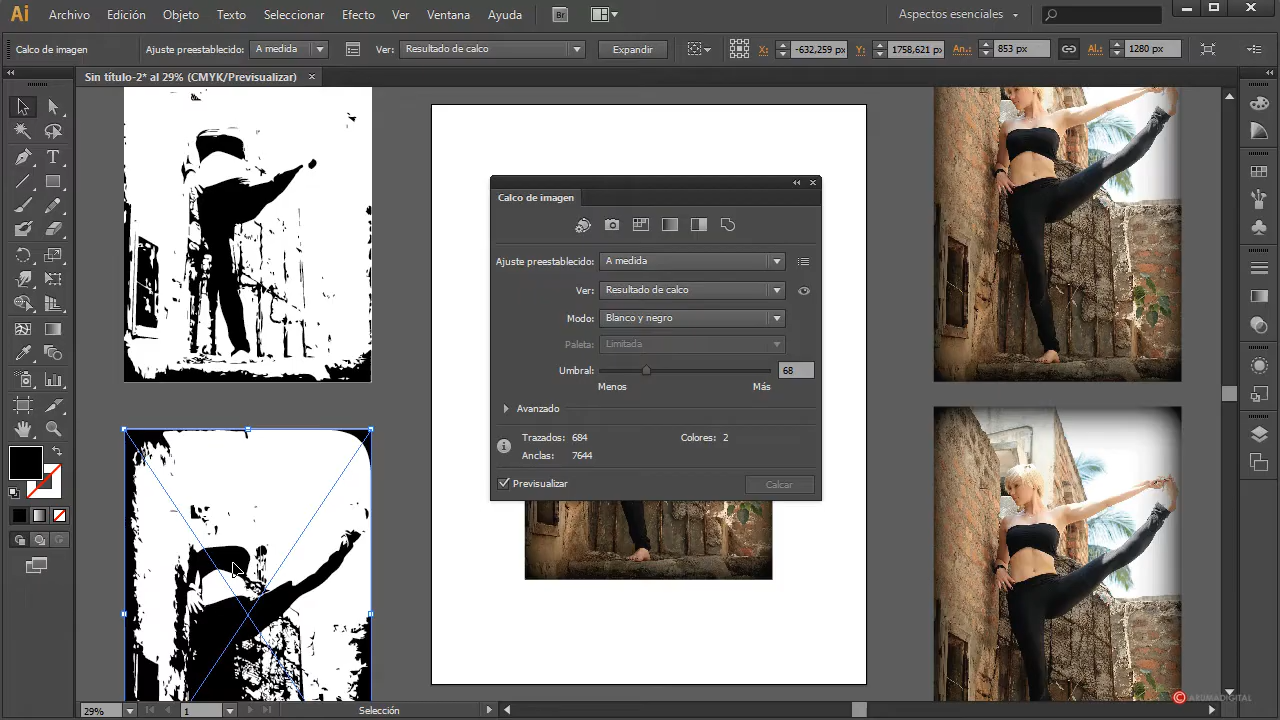 Ai Archivo Edición Objeto Texto Seleccionar Efecto Ver Ventana Ayuda Br Aspectos esenciales
Calco de imagen Ajuste preestablecido: A medida Ver: Resultado de calco Expandir X: -632,259 px Y: 1758,621 px An.: 853 px Al.: 1280 px
Sin título-2* al 29% (CMYK/Previsualizar)
Calco de imagen
Ajuste preestablecido: A medida
Ver: Resultado de calco
Modo: Blanco y negro
Paleta: Limitada
Umbral: 68
Menos Más
Avanzado
Trazados: 684 Colores: 2
Anclas: 7644
Previsualizar Calcar
29% 1 Selección
© ARUMADIGITAL